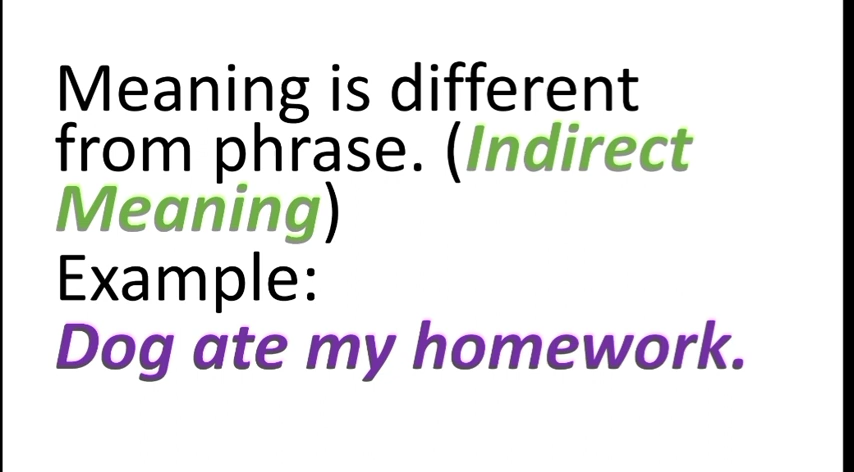 Meaning is different
from phrase. (Indirect
Meaning)
Example:
Dog ate my homework.